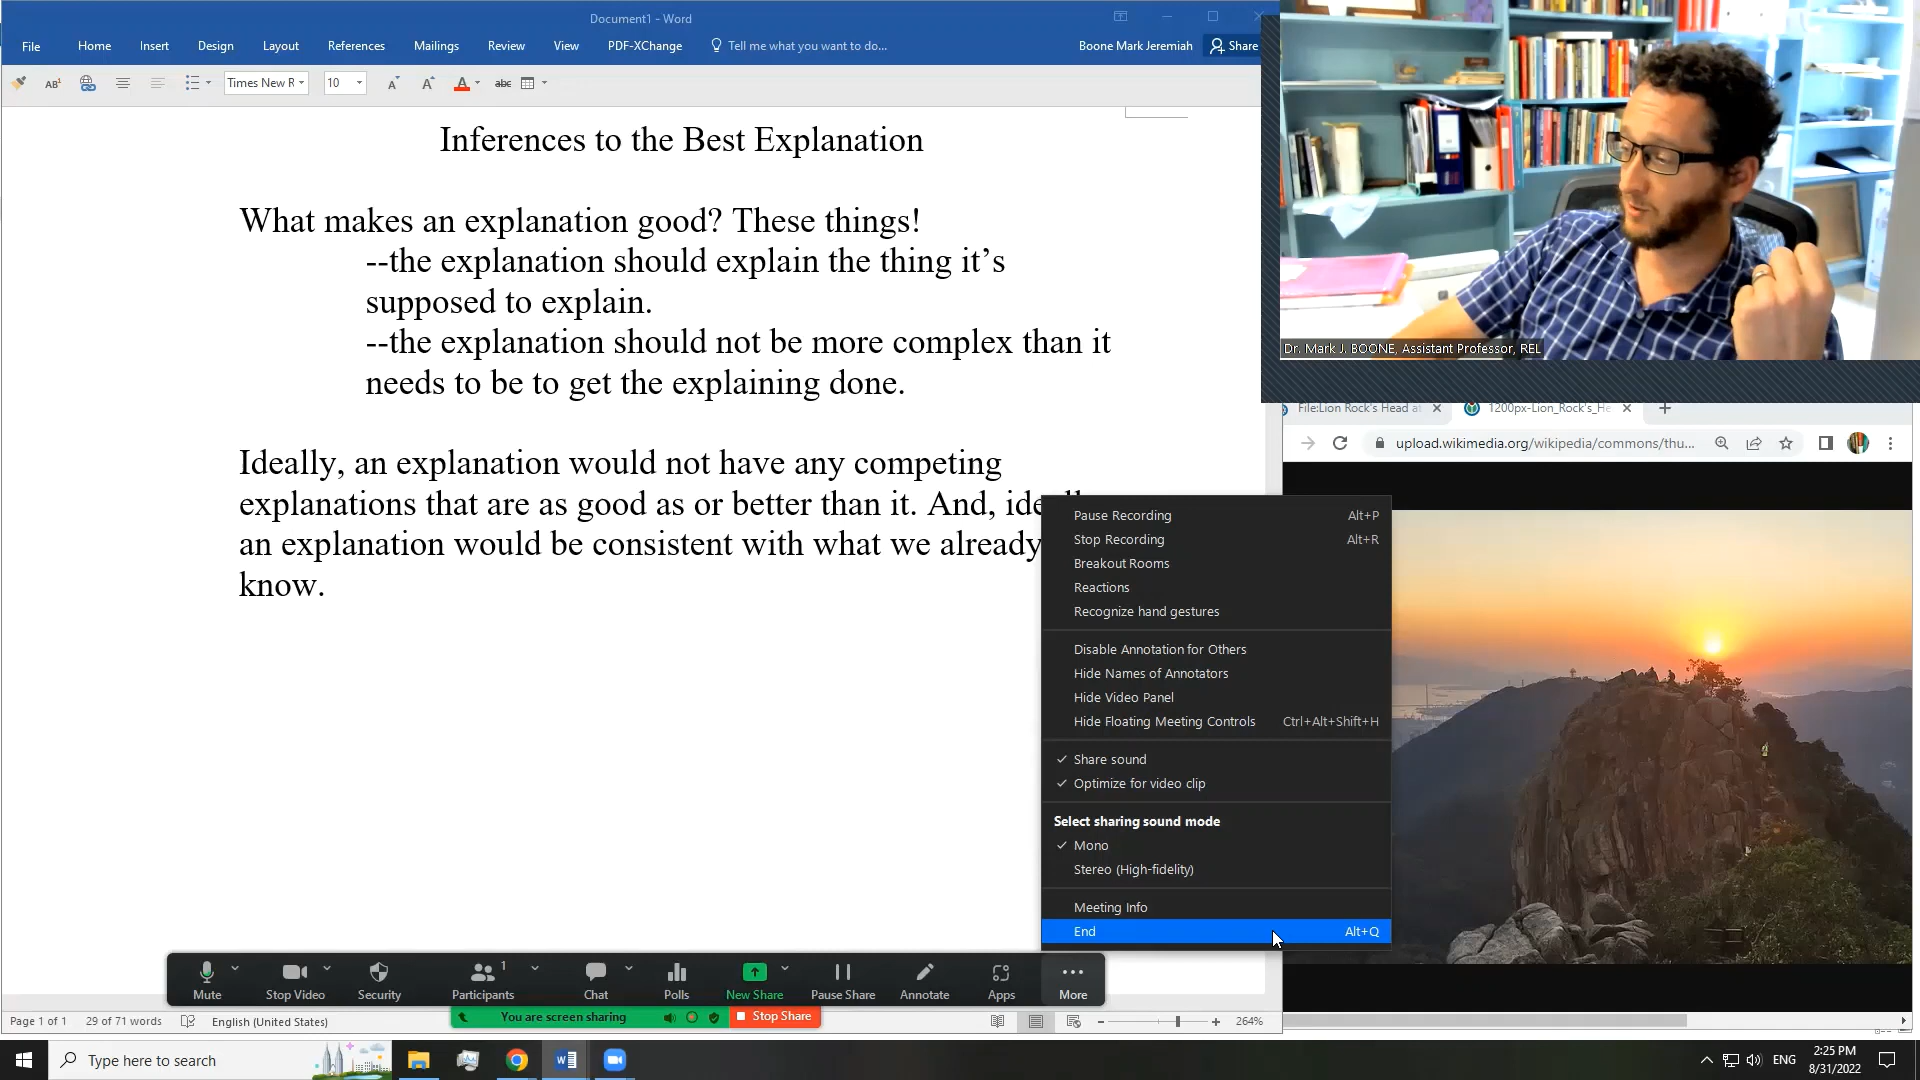 Document1 - Word
File Home Insert Design Layout References Mailings Review View PDF-XChange Tell me what you want to do... Boone Mark Jeremiah Share
Times New R 10
Inferences to the Best Explanation
What makes an explanation good? These things!
--the explanation should explain the thing it’s
supposed to explain.
--the explanation should not be more complex than it
needs to be to get the explaining done.
Ideally, an explanation would not have any competing
explanations that are as good as or better than it. And,
an explanation would be consistent with what we already
know.
Dr. Mark J. BOONE, Assistant Professor, REL
File:Lion Rock's Head at 1200px-Lion_Rock's_He
upload.wikimedia.org/wikipedia/commons/thu...
Pause Recording Alt+P
Stop Recording Alt+R
Breakout Rooms
Reactions
Recognize hand gestures
Disable Annotation for Others
Hide Names of Annotators
Hide Video Panel
Hide Floating Meeting Controls Ctrl+Alt+Shift+H
Share sound
Optimize for video clip
Select sharing sound mode
Mono
Stereo (High-fidelity)
Meeting Info
End Alt+Q
Mute Stop Video Security Participants 1 Chat Polls New Share Pause Share Annotate Apps More
You are screen sharing Stop Share
Page 1 of 1 29 of 71 words English (United States) 264%
Type here to search
ENG
2:25 PM
8/31/2022